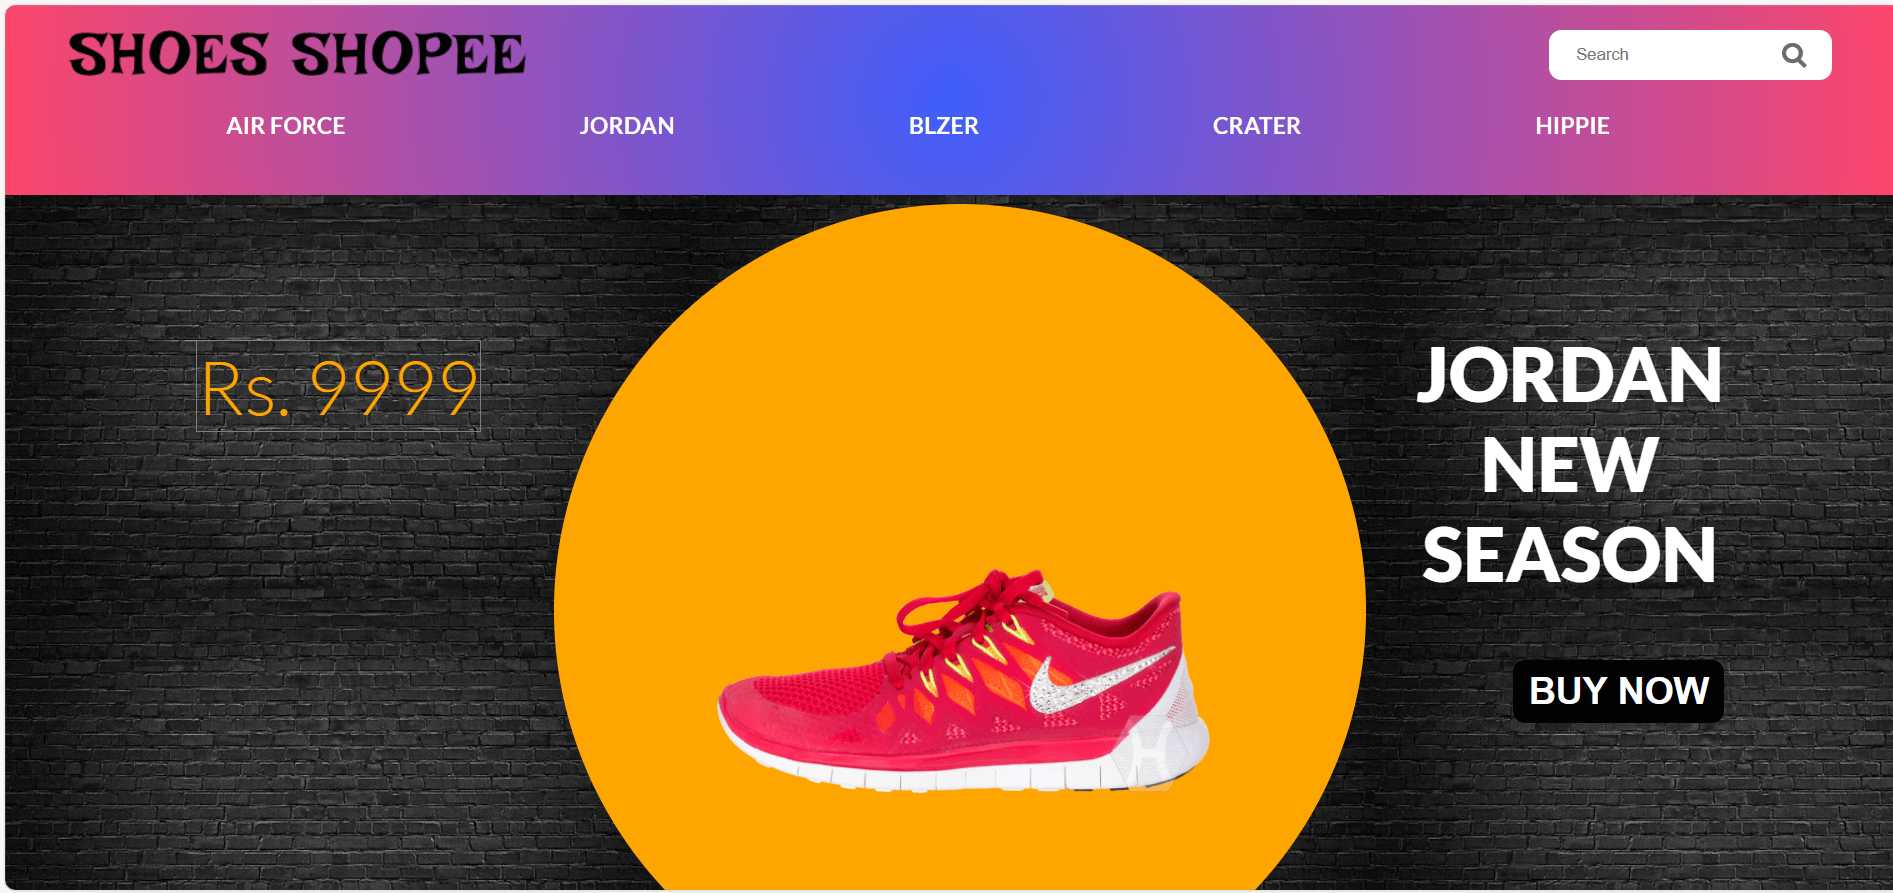 SHOES SHOPEE
Search
AIR FORCE
JORDAN
BLZER
CRATER
HIPPIE
Rs. 9999
JORDAN
NEW
SEASON
BUY NOW